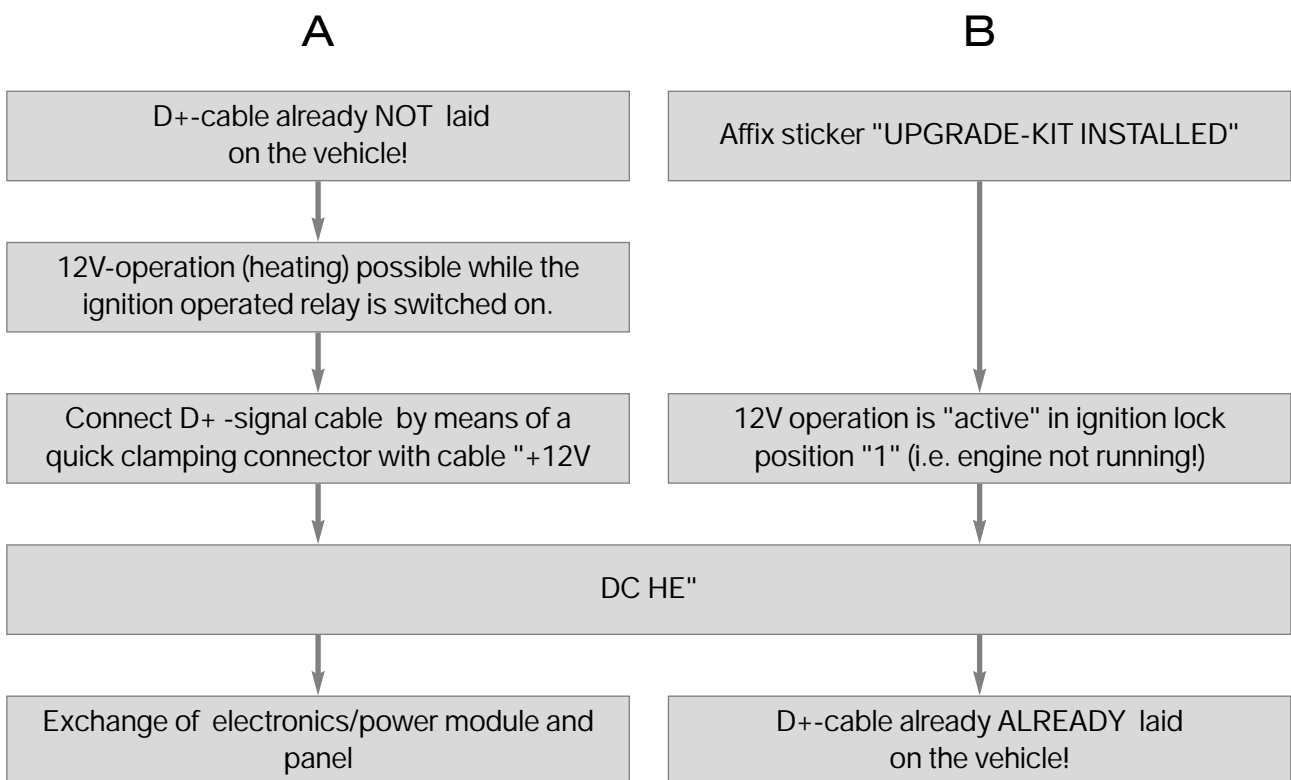 A
B
D+-cable already NOT laid
on the vehicle!
Affix sticker "UPGRADE-KIT INSTALLED"
12V-operation (heating) possible while the
ignition operated relay is switched on.
Connect D+ -signal cable by means of a
quick clamping connector with cable "+12V
12V operation is "active" in ignition lock
position "1" (i.e. engine not running!)
DC HE"
Exchange of electronics/power module and
panel
D+-cable already ALREADY laid
on the vehicle!